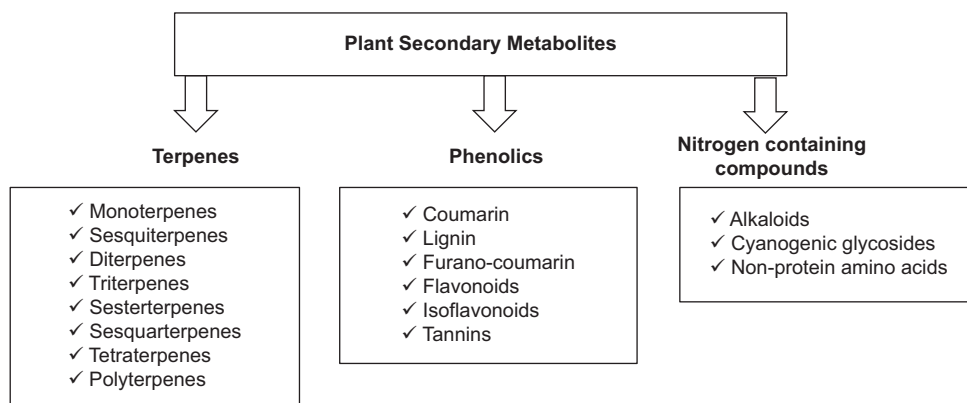 Plant Secondary Metabolites
Terpenes
✓ Monoterpenes
✓ Sesquiterpenes
✓ Diterpenes
✓ Triterpenes
✓ Sesterterpenes
✓ Sesquarterpenes
✓ Tetraterpenes
✓ Polyterpenes
Phenolics
✓ Coumarin
✓ Lignin
✓ Furano-coumarin
✓ Flavonoids
✓ Isoflavonoids
✓ Tannins
Nitrogen containing
compounds
✓ Alkaloids
✓ Cyanogenic glycosides
✓ Non-protein amino acids